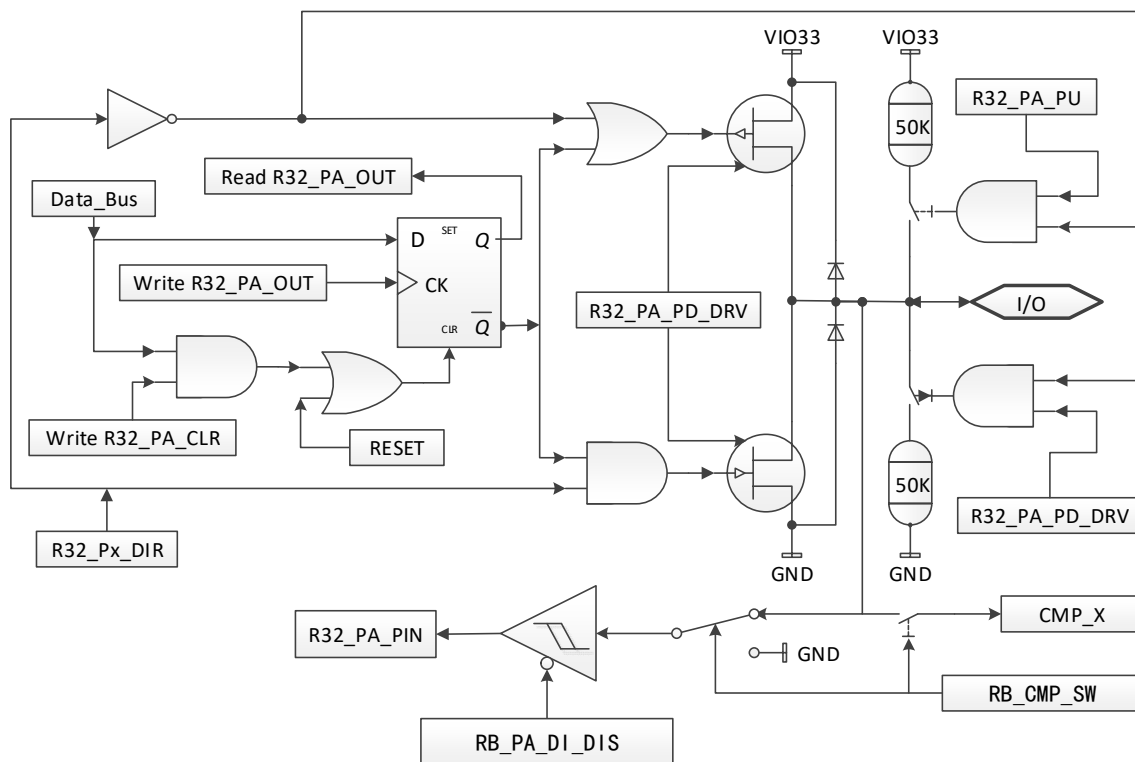 VIO33
VIO33
R32_PA_PU
50K
Read R32_PA_OUT
Data_Bus
D
SET
Q
Write R32_PA_OUT
CK
R32_PA_PD_DRV
I/O
CLR
Q
Write R32_PA_CLR
RESET
50K
R32_PA_PD_DRV
R32_Px_DIR
GND
GND
R32_PA_PIN
CMP_X
GND
RB_CMP_SW
RB_PA_DI_DIS